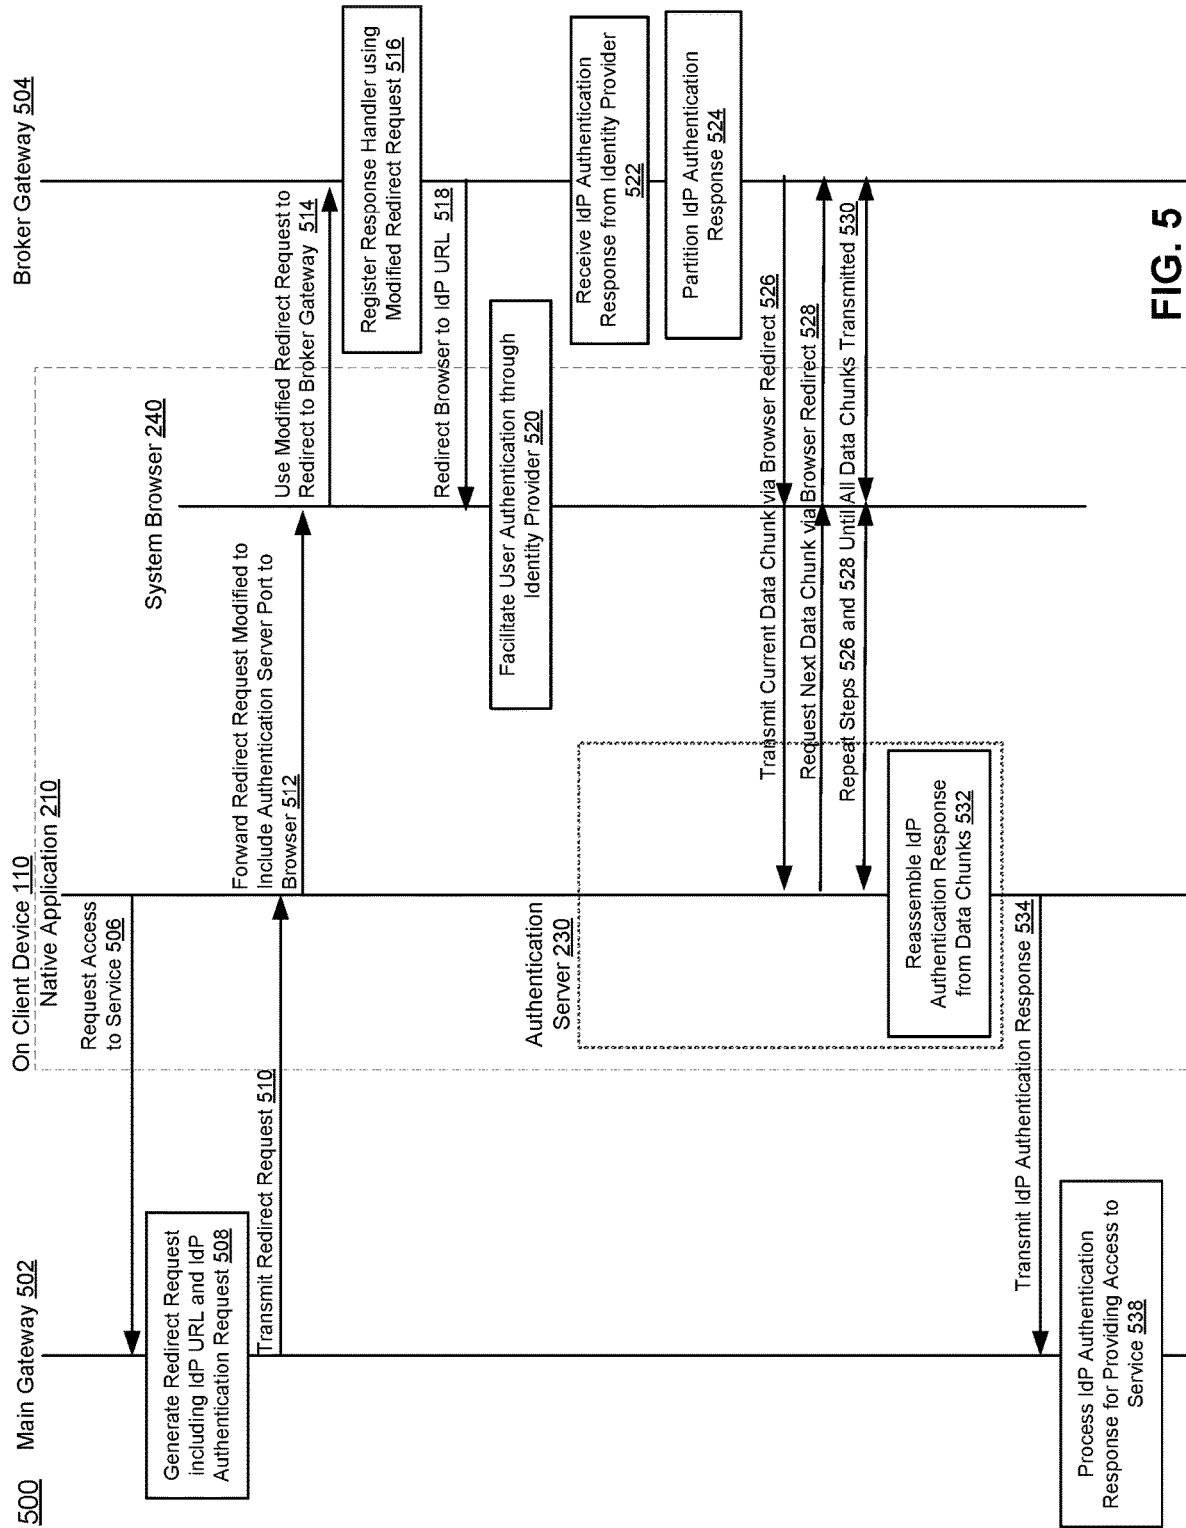 500
Main Gateway 502
On Client Device 110
Native Application 210
System Browser 240
Broker Gateway 504
Request Access
to Service 506
Generate Redirect Request
including IdP URL and IdP
Authentication Request 508
Transmit Redirect Request 510
Forward Redirect Request Modified to
Include Authentication Server Port to
Browser 512
Use Modified Redirect Request to
Redirect to Broker Gateway 514
Register Response Handler using
Modified Redirect Request 516
Redirect Browser to IdP URL 518
Facilitate User Authentication through
Identity Provider 520
Receive IdP Authentication
Response from Identity Provider
522
Partition IdP Authentication
Response 524
Authentication
Server 230
Transmit Current Data Chunk via Browser Redirect 526
Request Next Data Chunk via Browser Redirect 528
Repeat Steps 526 and 528 Until All Data Chunks Transmitted 530
Reassemble IdP
Authentication Response
from Data Chunks 532
Transmit IdP Authentication Response 534
Process IdP Authentication
Response for Providing Access to
Service 538
FIG. 5